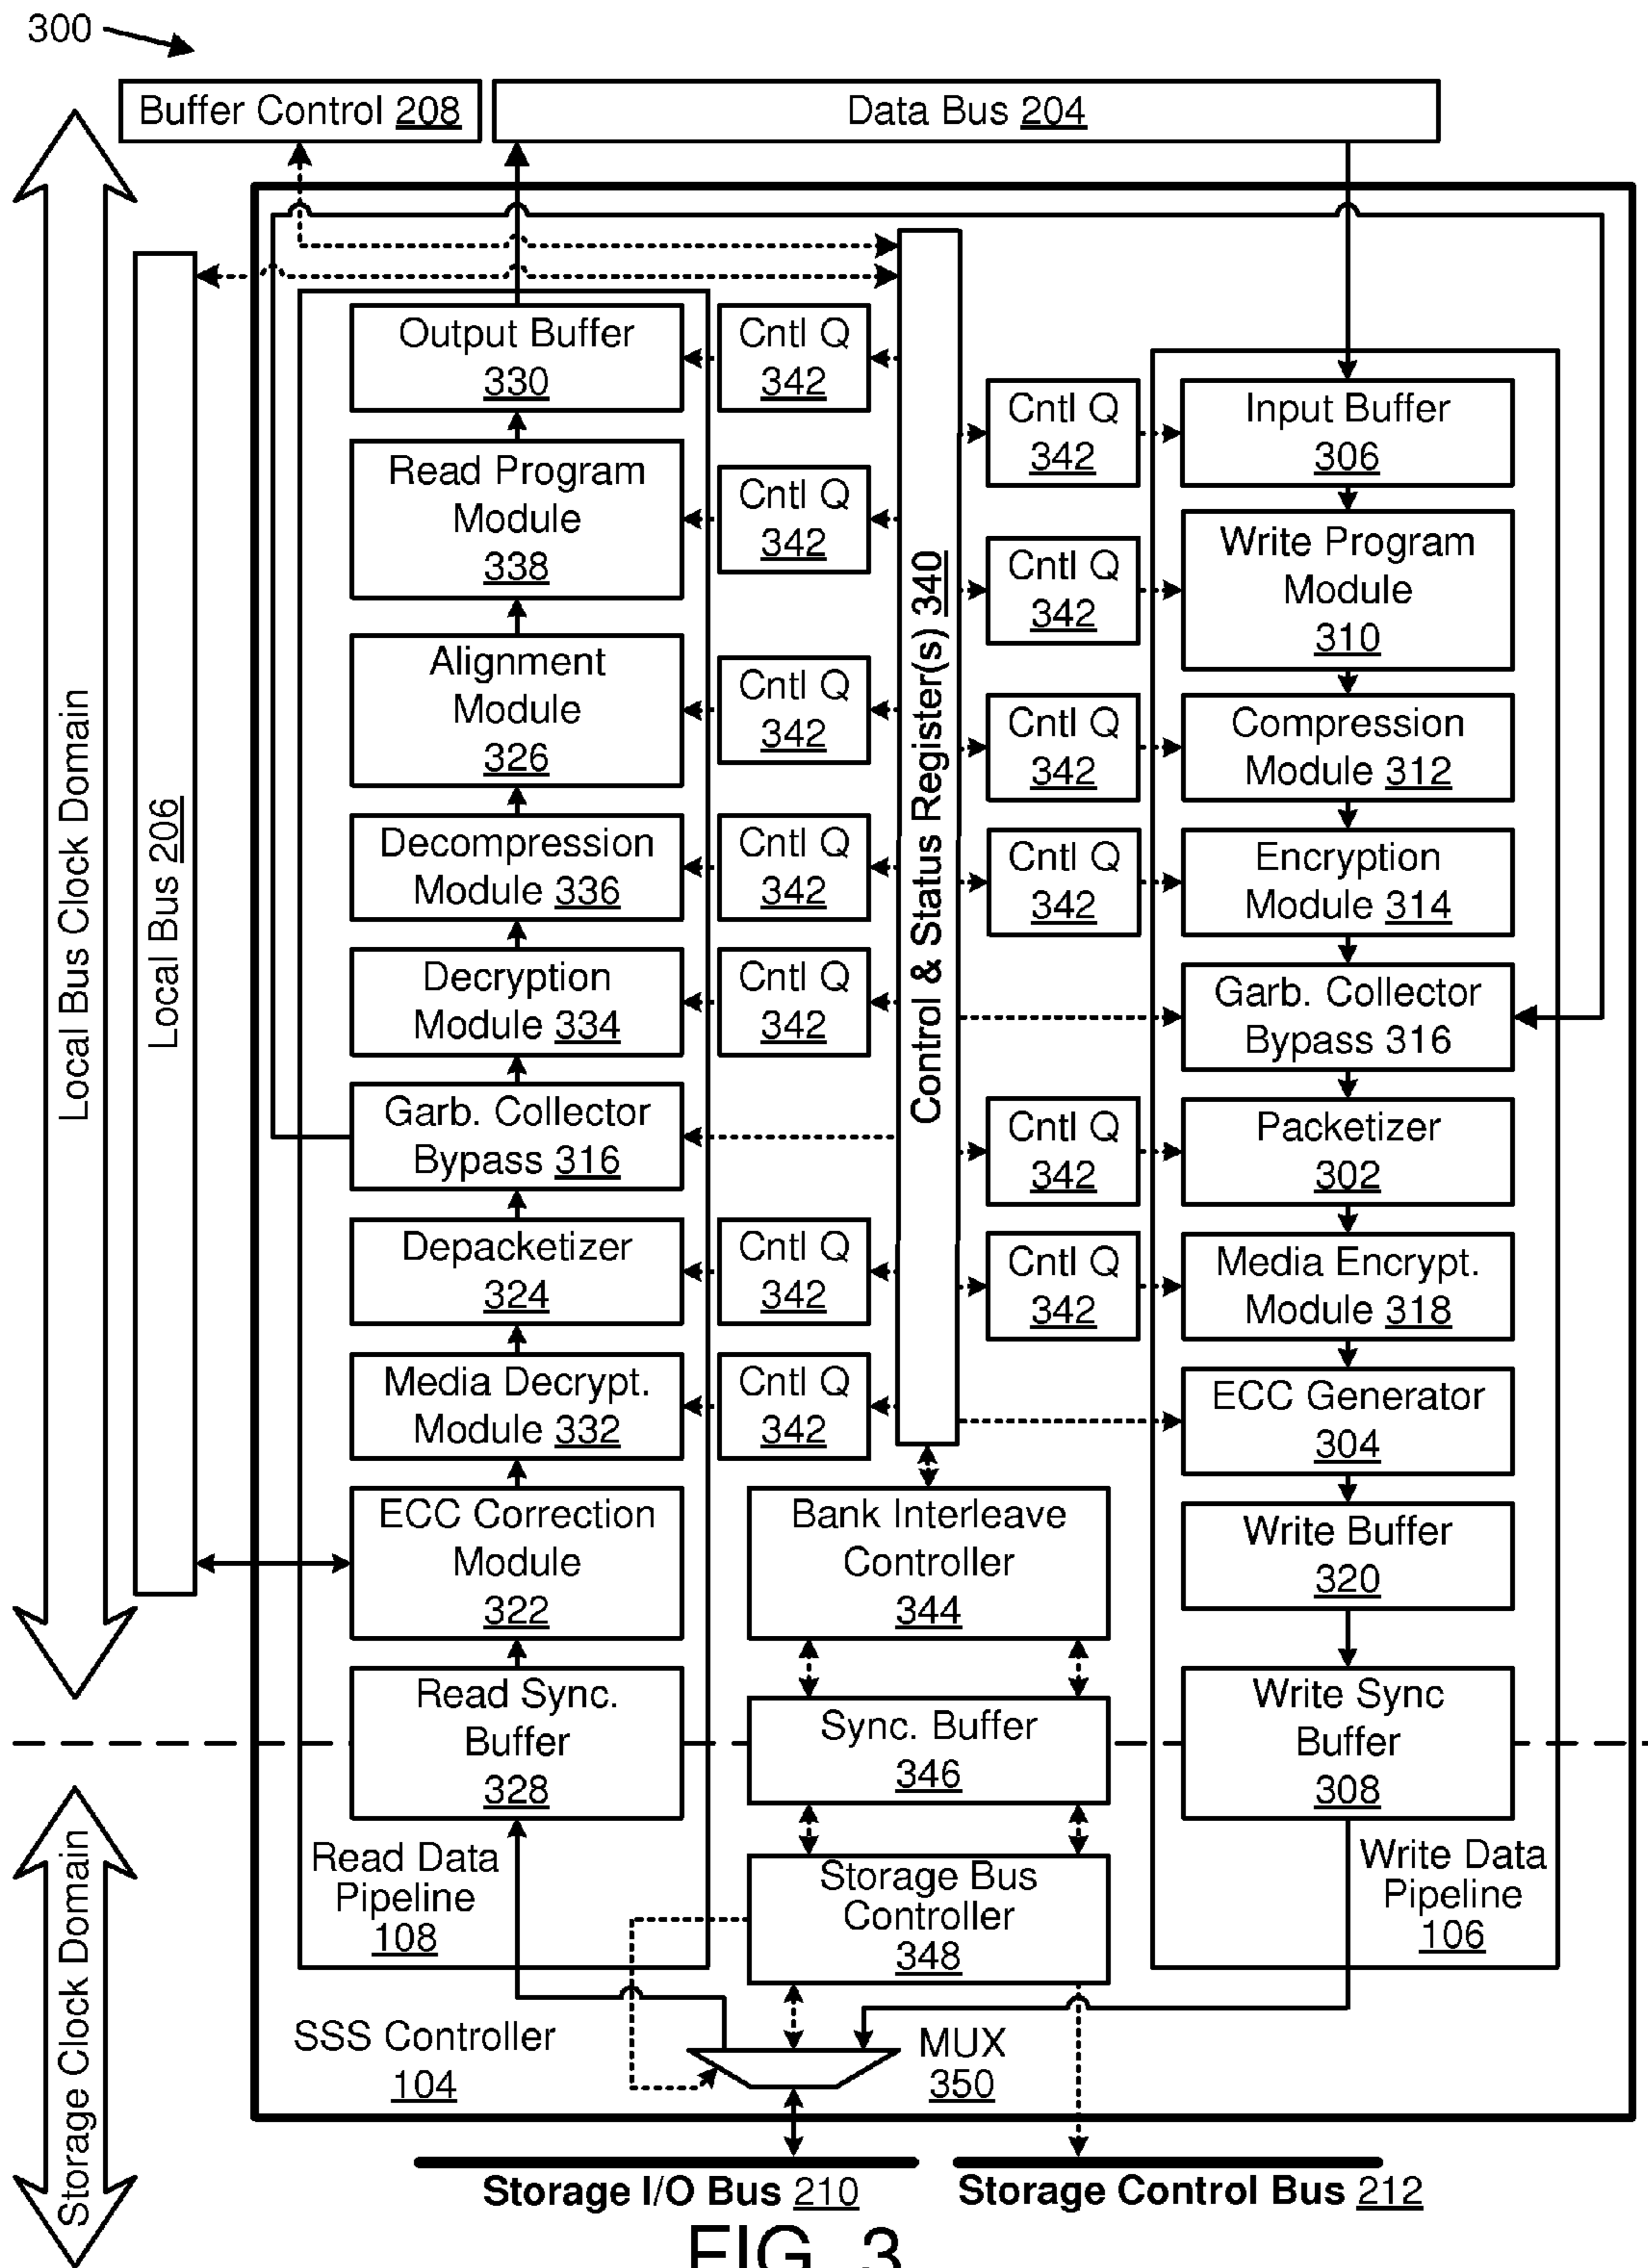 300
Buffer Control 208
Data Bus 204
Local Bus Clock Domain
Local Bus 206
Output Buffer
330
Cntl Q
342
Read Program
Module
338
Cntl Q
342
Alignment
Module
326
Cntl Q
342
Decompression
Module 336
Cntl Q
342
Decryption
Module 334
Cntl Q
342
Garb. Collector
Bypass 316
Depacketizer
324
Cntl Q
342
Media Decrypt.
Module 332
Cntl Q
342
ECC Correction
Module
322
Read Sync.
Buffer
328
Read Data
Pipeline
108
Control & Status Register(s) 340
Bank Interleave
Controller
344
Sync. Buffer
346
Storage Bus
Controller
348
Cntl Q
342
Input Buffer
306
Cntl Q
342
Write Program
Module
310
Cntl Q
342
Compression
Module 312
Cntl Q
342
Encryption
Module 314
Garb. Collector
Bypass 316
Cntl Q
342
Packetizer
302
Cntl Q
342
Media Encrypt.
Module 318
ECC Generator
304
Write Buffer
320
Write Sync
Buffer
308
Write Data
Pipeline
106
Storage Clock Domain
SSS Controller
104
MUX
350
Storage I/O Bus 210
Storage Control Bus 212
FIG. 3